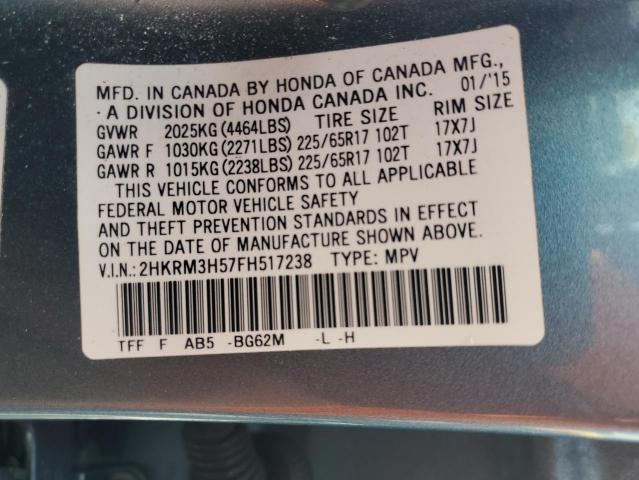 MFD. IN CANADA BY HONDA OF CANADA MFG.,
· A DIVISION OF HONDA CANADA INC. 01/'15
GVWR 2025KG (4464LBS) TIRE SIZE RIM SIZE
GAWR F 1030KG (2271LBS) 225/65R17 102T 17X7J
GAWR R 1015KG (2238LBS) 225/65R17 102T 17X7J
THIS VEHICLE CONFORMS TO ALL APPLICABLE
FEDERAL MOTOR VEHICLE SAFETY
AND THEFT PREVENTION STANDARDS IN EFFECT
ON THE DATE OF MANUFACTURE SHOWN ABOVE.
V.I.N.: 2HKRM3H57FH517238 TYPE: MPV
TFF F AB5 -BG62M -L -H